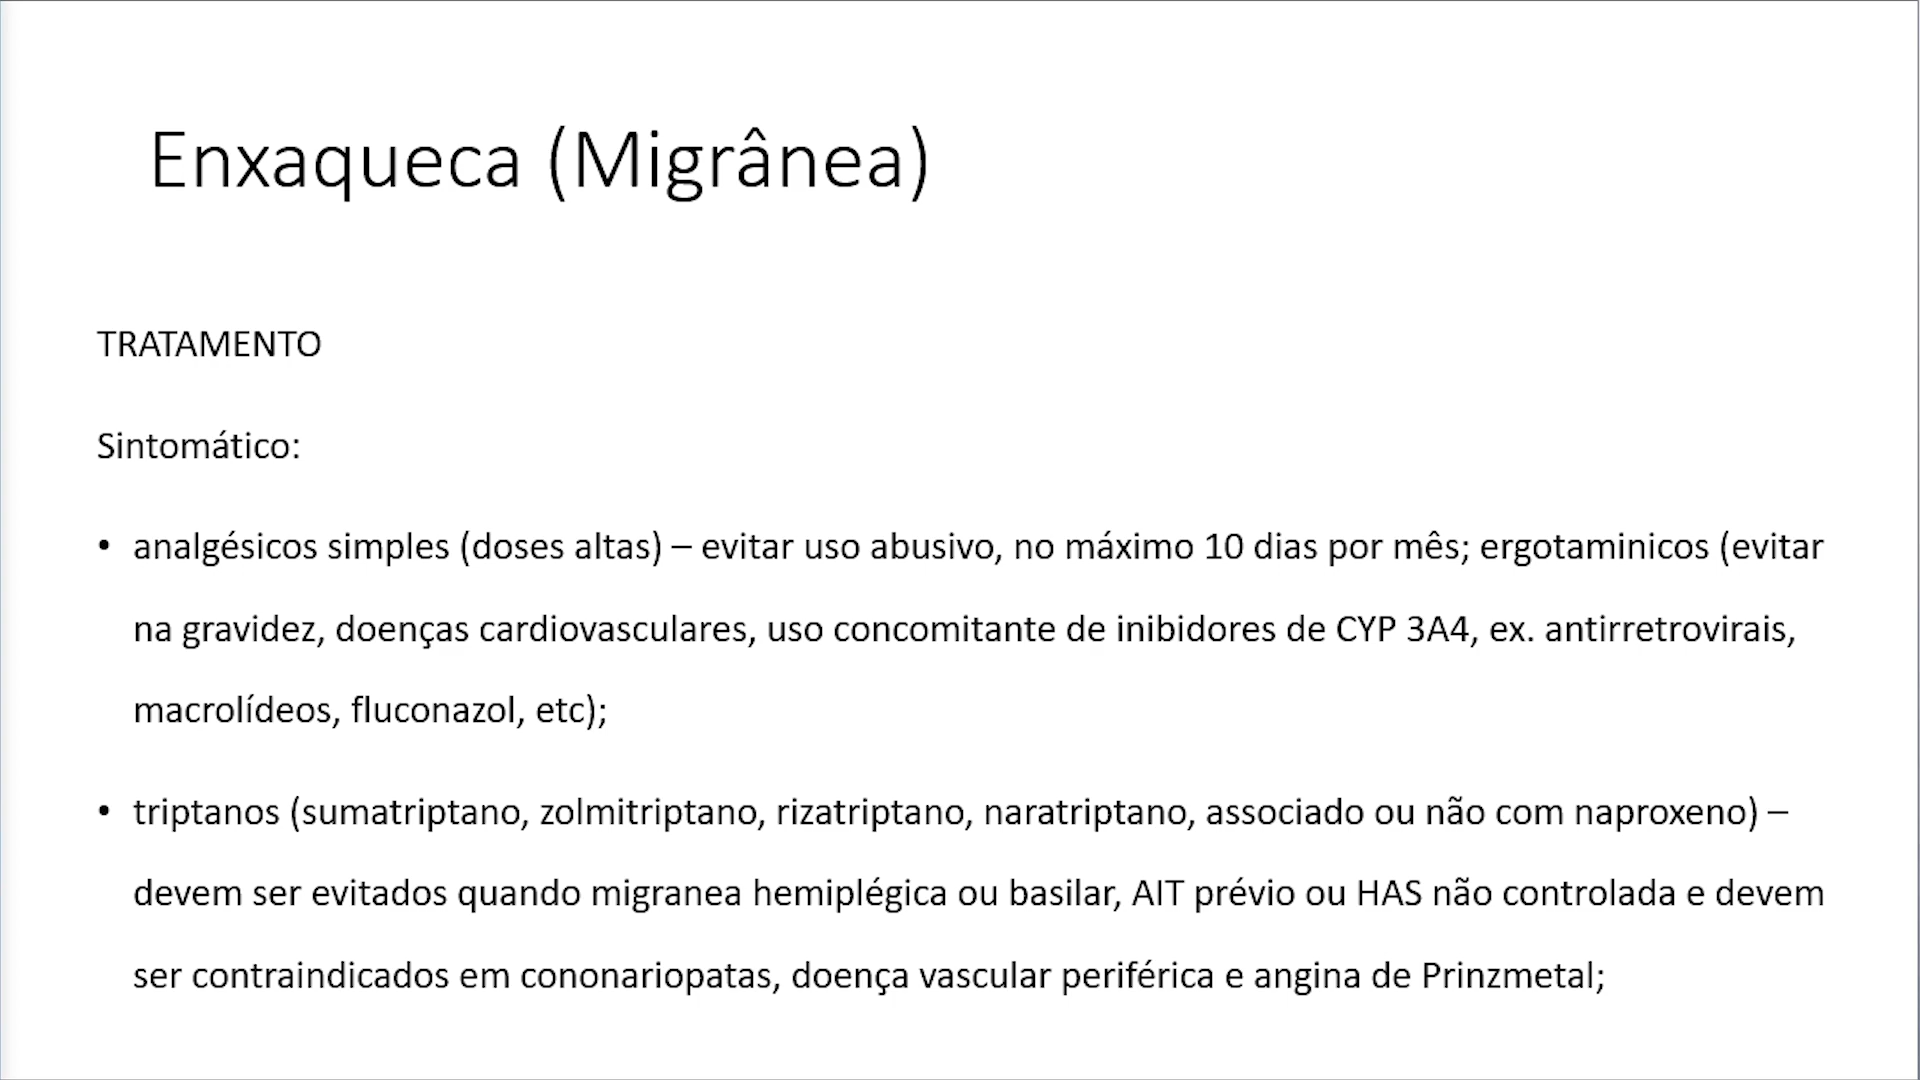 Enxaqueca (Migrânea)
TRATAMENTO
Sintomático:
• analgésicos simples (doses altas) – evitar uso abusivo, no máximo 10 dias por mês; ergotaminicos (evitar
na gravidez, doenças cardiovasculares, uso concomitante de inibidores de CYP 3A4, ex. antirretrovirais,
macrolídeos, fluconazol, etc);
• triptanos (sumatriptano, zolmitriptano, rizatriptano, naratriptano, associado ou não com naproxeno) –
devem ser evitados quando migranea hemiplégica ou basilar, AIT prévio ou HAS não controlada e devem
ser contraindicados em cononariopatas, doença vascular periférica e angina de Prinzmetal;